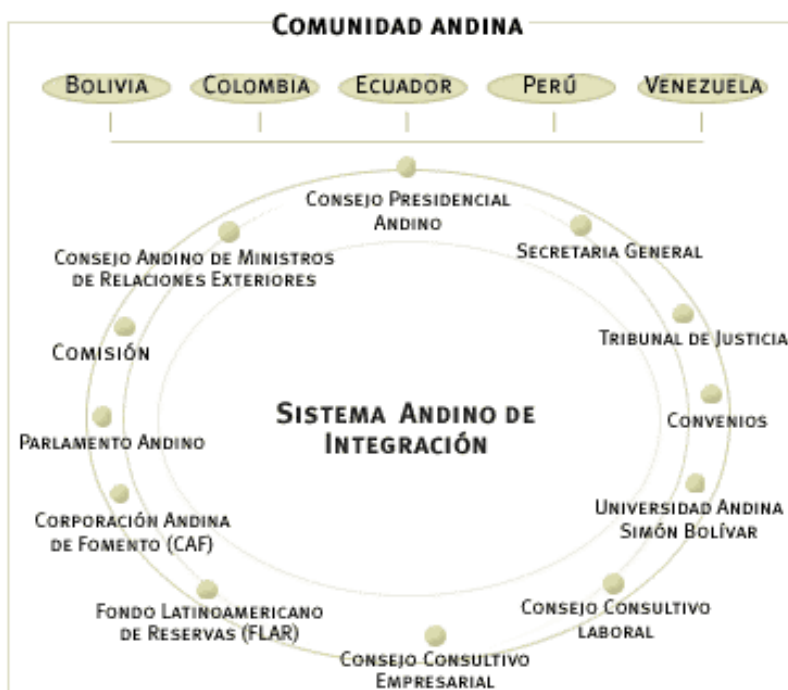 COMUNIDAD ANDINA
BOLIVIA COLOMBIA ECUADOR PERÚ VENEZUELA
CONSEJO PRESIDENCIAL
ANDINO
SECRETARIA GENERAL
TRIBUNAL DE JUSTICIA
CONVENIOS
UNIVERSIDAD ANDINA
SIMÓN BOLÍVAR
CONSEJO CONSULTIVO
LABORAL
CONSEJO CONSULTIVO
EMPRESARIAL
FONDO LATINOAMERICANO
DE RESERVAS (FLAR)
CORPORACIÓN ANDINA
DE FOMENTO (CAF)
PARLAMENTO ANDINO
COMISIÓN
CONSEJO ANDINO DE MINISTROS
DE RELACIONES EXTERIORES
SISTEMA ANDINO DE
INTEGRACIÓN